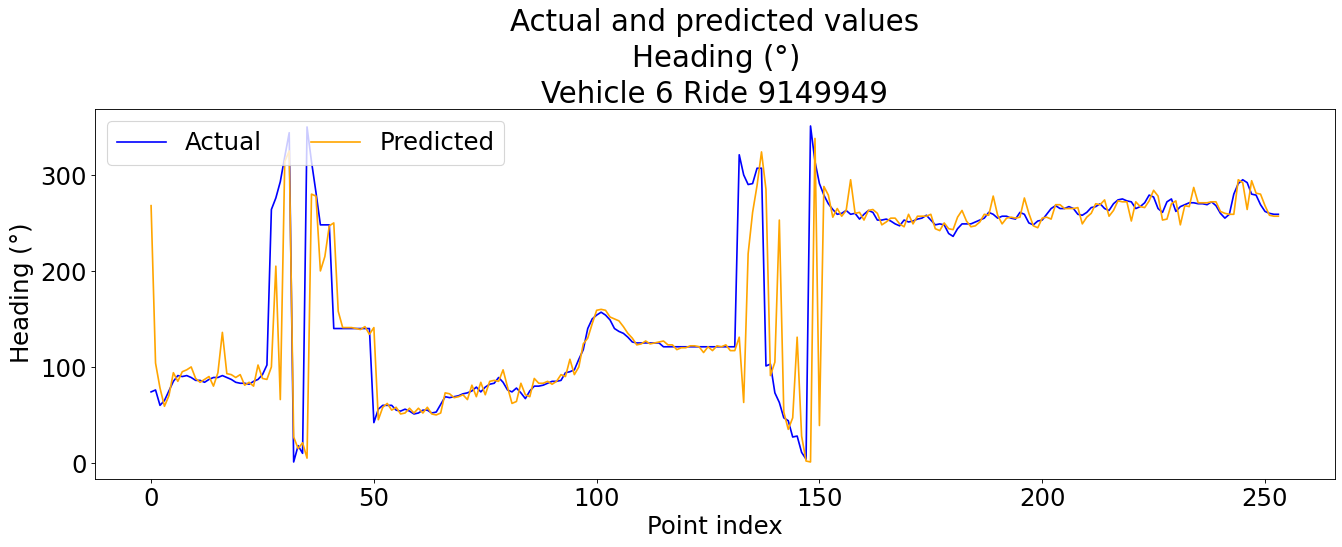 Actual and predicted values
Heading (°)
Vehicle 6 Ride 9149949
Actual
Predicted
Heading (°)
300
200
100
0
0
50
100
150
200
250
Point index